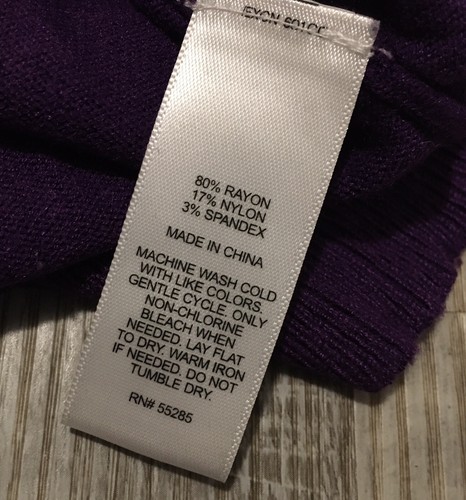 80% RAYON
17% NYLON
3% SPANDEX
MADE IN CHINA
MACHINE WASH COLD
WITH LIKE COLORS.
GENTLE CYCLE. ONLY
NON-CHLORINE
BLEACH WHEN
NEEDED. LAY FLAT
TO DRY. WARM IRON
IF NEEDED. DO NOT
TUMBLE DRY.
RN# 55285